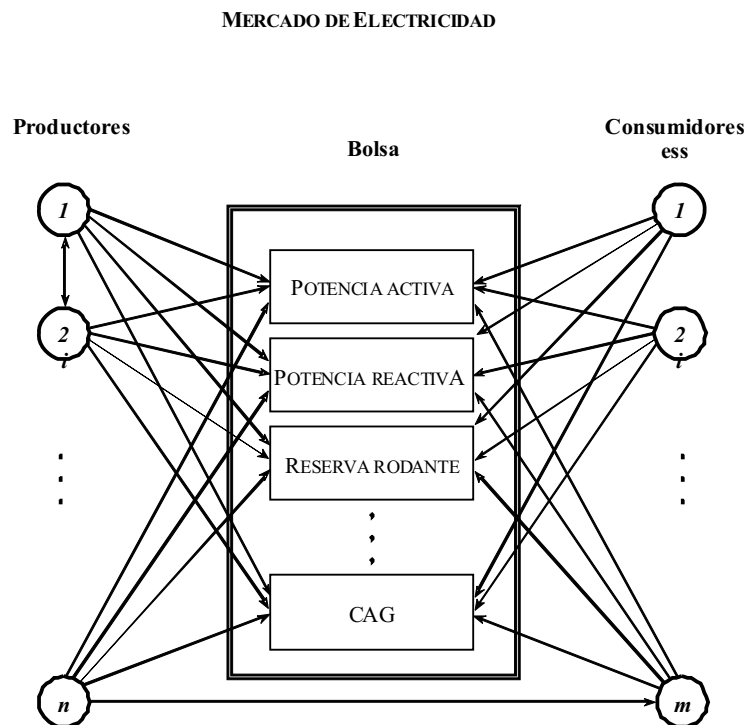 MERCADO DE ELECTRICIDAD
Productores
Bolsa
Consumidores
ess
1
1
POTENCIA ACTIVA
2
i
2
i
POTENCIA REACTIVA
RESERVA RODANTE
CAG
n
m